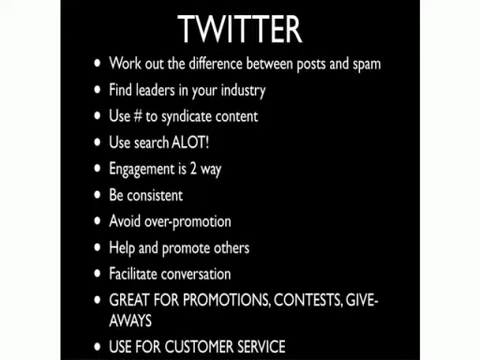 TWITTER
• Work out the difference between posts and spam
• Find leaders in your industry
• Use # to syndicate content
• Use search ALOT!
• Engagement is 2 way
• Be consistent
• Avoid over-promotion
• Help and promote others
• Facilitate conversation
• GREAT FOR PROMOTIONS, CONTESTS, GIVE-
AWAYS
• USE FOR CUSTOMER SERVICE